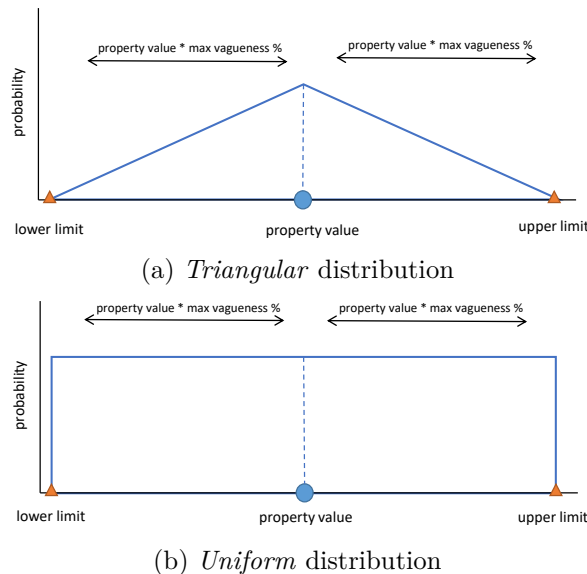 property value * max vagueness % property value * max vagueness %
probability
lower limit property value upper limit
(a) Triangular distribution
property value * max vagueness % property value * max vagueness %
probability
lower limit property value upper limit
(b) Uniform distribution